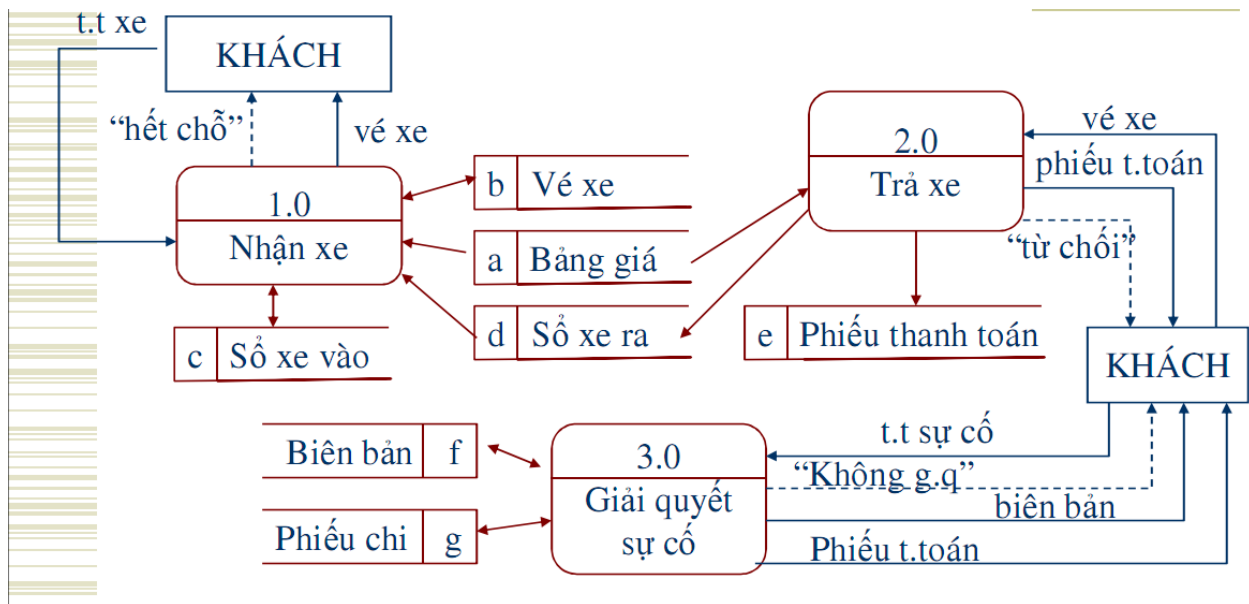 t.t xe
KHÁCH
“hết chỗ”
vé xe
1.0
Nhận xe
b Vé xe
a Bảng giá
d Sổ xe ra
c Sổ xe vào
2.0
Trả xe
vé xe
phiếu t.toán
“từ chối”
e Phiếu thanh toán
KHÁCH
Biên bản f
Phiếu chi g
3.0
Giải quyết
sự cố
t.t sự cố
“Không g.q”
biên bản
Phiếu t.toán